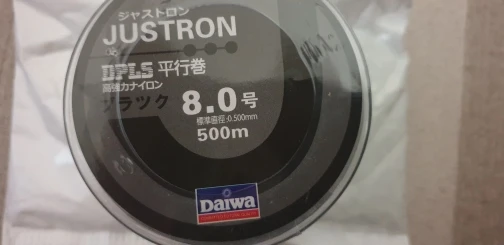 ジャストロン
JUSTRON
DPLS 平行巻
最強力ナイロン
ブラック
8.0号
標準直径:0.500mm
500m
Daiwa